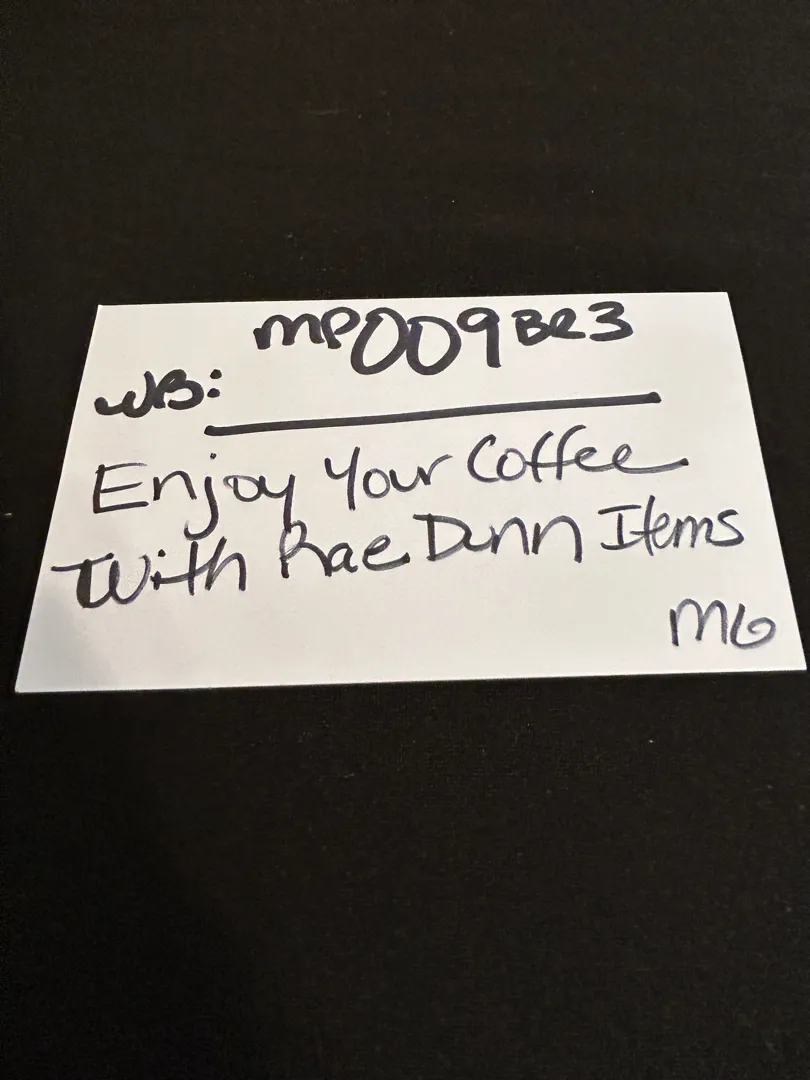 MP009BR3
WB:
Enjoy Your Coffee
With Rae Dunn Items
MG